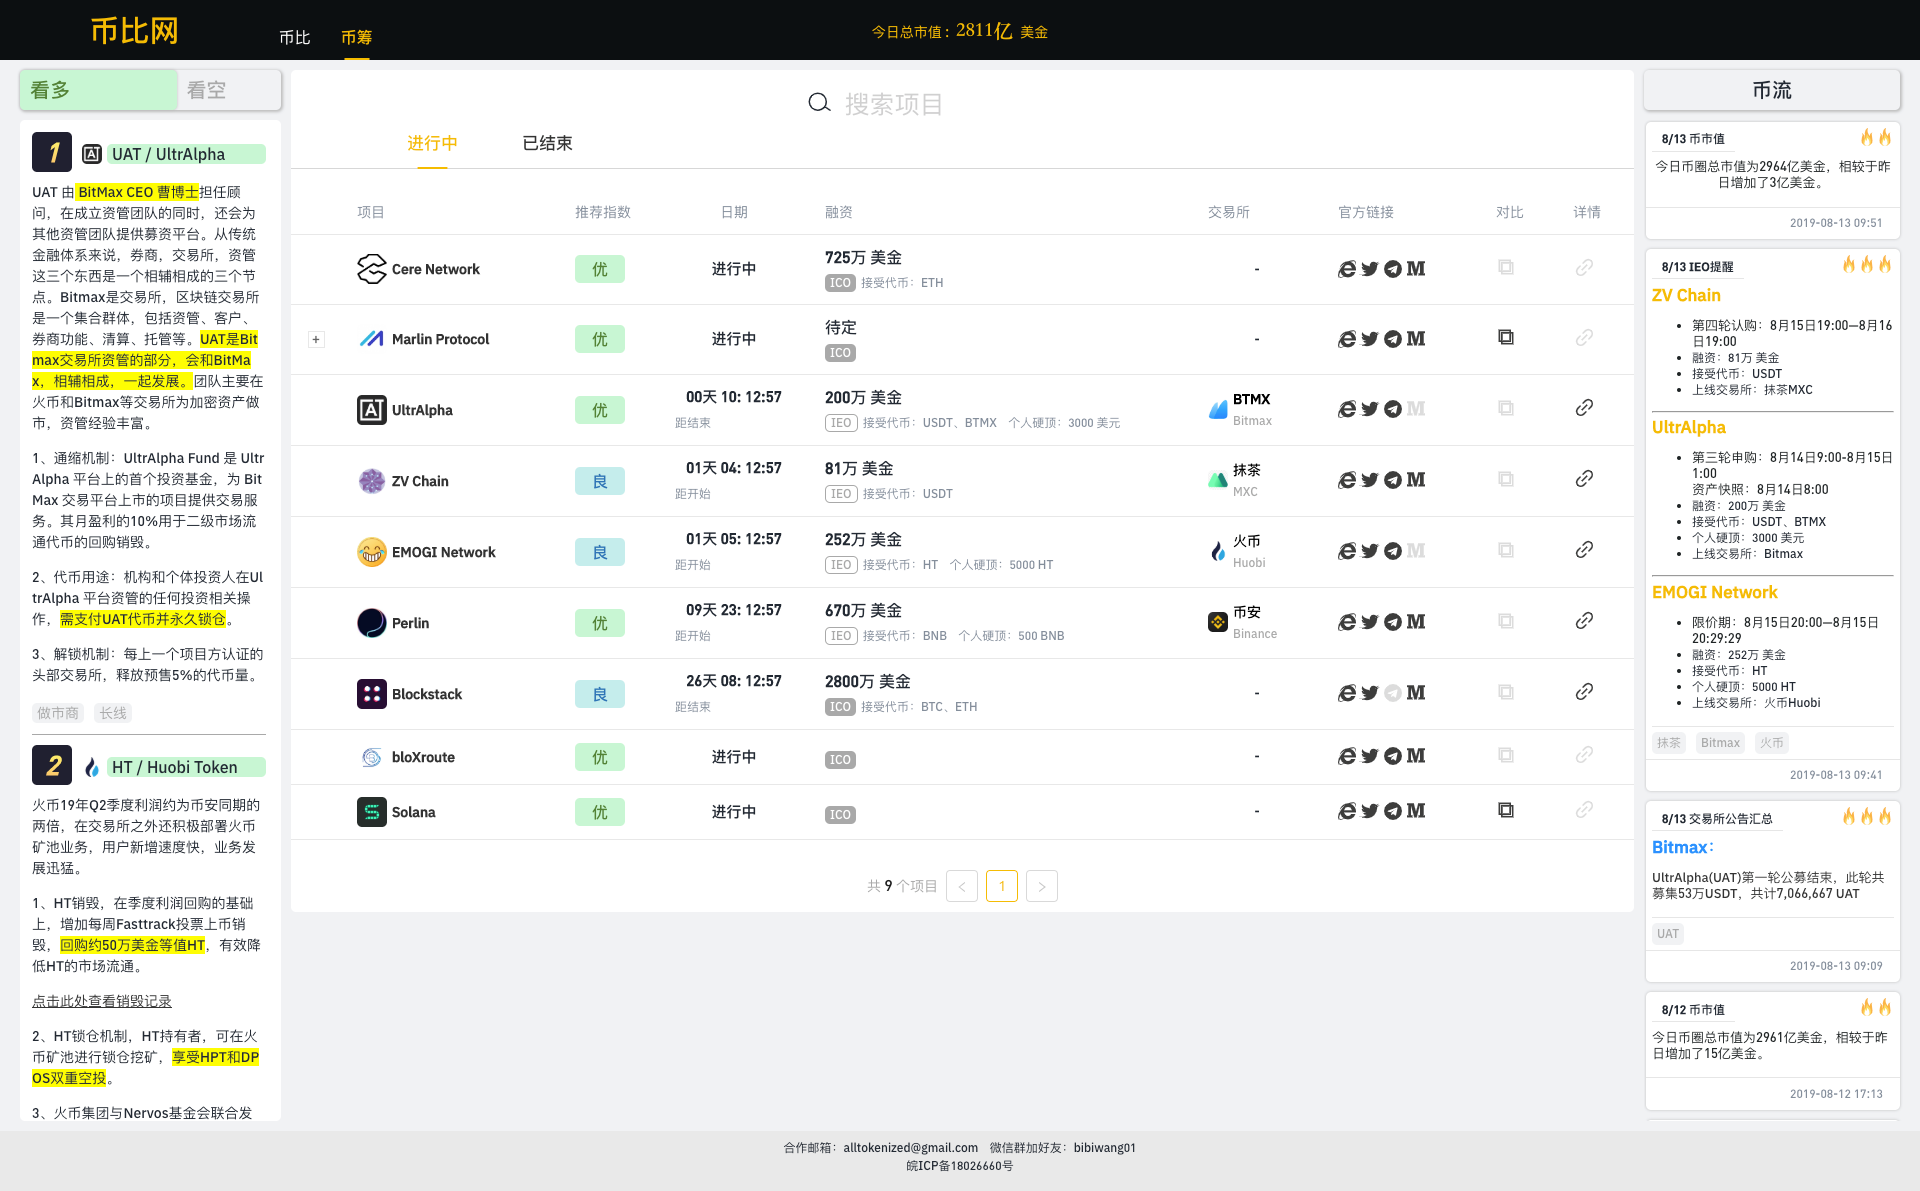 币比网
币比
币筹
今日总市值 : 2811亿 美金
看多
看空
1 UAT / UltrAlpha
UAT 由 BitMax CEO 曹博士担任顾
问，在成立资管团队的同时，还会为
其他资管团队提供募资平台。从传统
金融体系来说，券商，交易所，资管
这三个东西是一个相辅相成的三个节
点。Bitmax是交易所，区块链交易所
是一个集合群体，包括资管、客户、
券商功能、清算、托管等。UAT是Bit
max交易所资管的部分，会和BitMa
x，相辅相成，一起发展。团队主要在
火币和Bitmax等交易所为加密资产做
市，资管经验丰富。
1、通缩机制：UltrAlpha Fund 是 Ultr
Alpha 平台上的首个投资基金，为 Bit
Max 交易平台上市的项目提供交易服
务。其月盈利的10%用于二级市场流
通代币的回购销毁。
2、代币用途：机构和个体投资人在Ul
trAlpha 平台资管的任何投资相关操
作，需支付UAT代币并永久锁仓。
3、解锁机制：每上一个项目方认证的
头部交易所，释放预售5%的代币量。
做市商 长线
2 HT / Huobi Token
火币19年Q2季度利润约为币安同期的
两倍，在交易所之外还积极部署火币
矿池业务，用户新增速度快，业务发
展迅猛。
1、HT销毁，在季度利润回购的基础
上，增加每周Fasttrack投票上币销
毁，回购约50万美金等值HT，有效降
低HT的市场流通。
点击此处查看销毁记录
2、HT锁仓机制，HT持有者，可在火
币矿池进行锁仓挖矿，享受HPT和DP
OS双重空投。
3、火币集团与Nervos基金会联合发
搜索项目
进行中 已结束
项目 推荐指数 日期 融资 交易所 官方链接 对比 详情
Cere Network 优 进行中 725万 美金 -
ICO 接受代币：ETH
+ Marlin Protocol 优 进行中 待定 -
ICO
UltrAlpha 优 00天 10: 12:57 200万 美金 BTMX
距结束 IEO 接受代币：USDT、BTMX 个人硬顶：3000 美元 Bitmax
ZV Chain 良 01天 04: 12:57 81万 美金 抹茶
距开始 IEO 接受代币：USDT MXC
EMOGI Network 良 01天 05: 12:57 252万 美金 火币
距开始 IEO 接受代币：HT 个人硬顶：5000 HT Huobi
Perlin 优 09天 23: 12:57 670万 美金 币安
距开始 IEO 接受代币：BNB 个人硬顶：500 BNB Binance
Blockstack 良 26天 08: 12:57 2800万 美金 -
距结束 ICO 接受代币：BTC、ETH
bloXroute 优 进行中 ICO -
Solana 优 进行中 ICO -
共 9 个项目 < 1 >
币流
8/13 币市值
今日币圈总市值为2964亿美金，相较于昨
日增加了3亿美金。
2019-08-13 09:51
8/13 IEO提醒
ZV Chain
• 第四轮认购：8月15日19:00—8月16
日19:00
• 融资：81万 美金
• 接受代币：USDT
• 上线交易所：抹茶MXC
UltrAlpha
• 第三轮申购：8月14日9:00-8月15日
1:00
资产快照：8月14日8:00
• 融资：200万 美金
• 接受代币：USDT、BTMX
• 个人硬顶：3000 美元
• 上线交易所：Bitmax
EMOGI Network
• 限价期：8月15日20:00—8月15日
20:29:29
• 融资：252万 美金
• 接受代币：HT
• 个人硬顶：5000 HT
• 上线交易所：火币Huobi
抹茶 Bitmax 火币
2019-08-13 09:41
8/13 交易所公告汇总
Bitmax：
UltrAlpha(UAT)第一轮公募结束，此轮共
募集53万USDT，共计7,066,667 UAT
UAT
2019-08-13 09:09
8/12 币市值
今日币圈总市值为2961亿美金，相较于昨
日增加了15亿美金。
2019-08-12 17:13
合作邮箱：alltokenized@gmail.com 微信群加好友：bibiwang01
皖ICP备18026660号